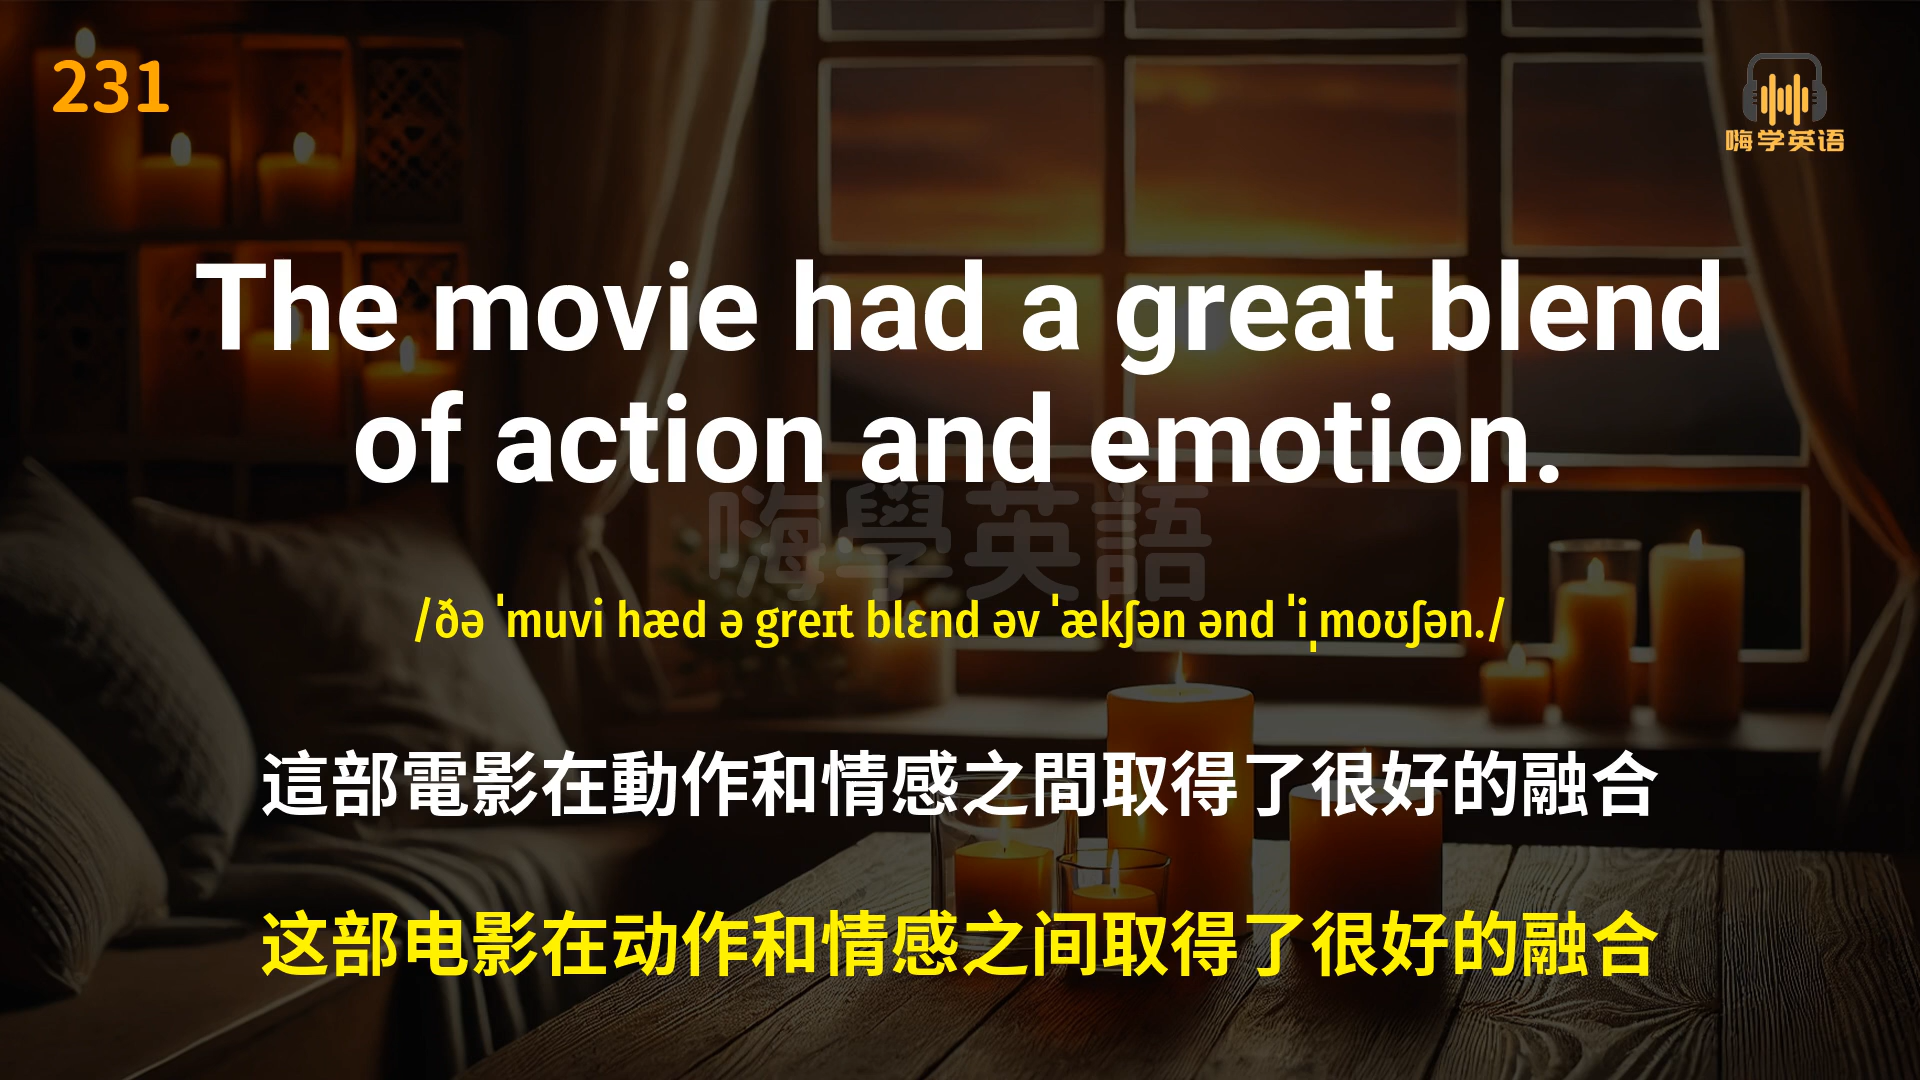 231
嗨学英语
The movie had a great blend
of action and emotion.
嗨學英語
/ðə ˈmuvi hæd ə greɪt blɛnd əv ˈækʃən ənd ˈiˌmoʊʃən./
這部電影在動作和情感之間取得了很好的融合
这部电影在动作和情感之间取得了很好的融合